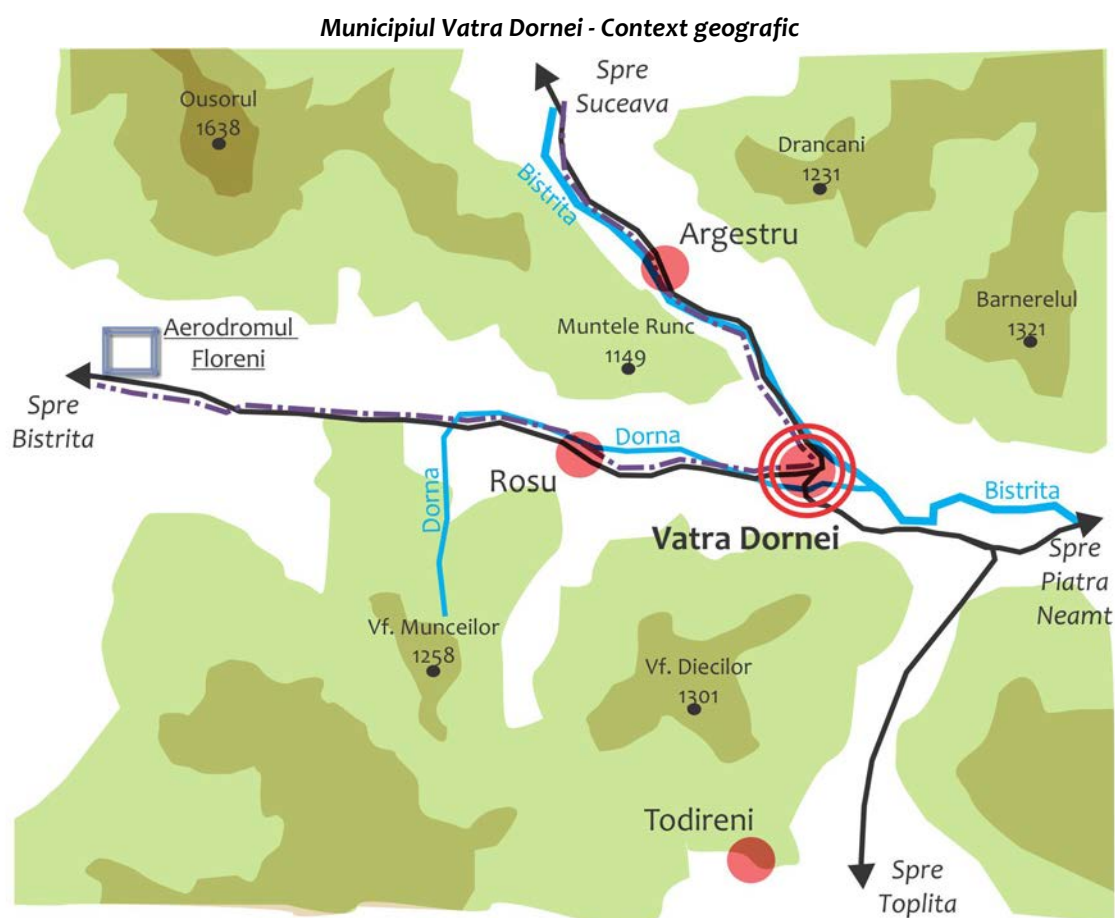 Municipiul Vatra Dornei - Context geografic
Spre
Suceava
Ousorul
1638
Drancani
1231
Bistrita
Argestru
Barnerelul
1321
Aerodromul
Floreni
Muntele Runc
1149
Spre
Bistrita
Dorna
Rosu
Dorna
Bistrita
Vatra Dornei
Spre
Piatra
Neamt
Vf. Munceilor
1258
Vf. Diecilor
1301
Todireni
Spre
Toplita